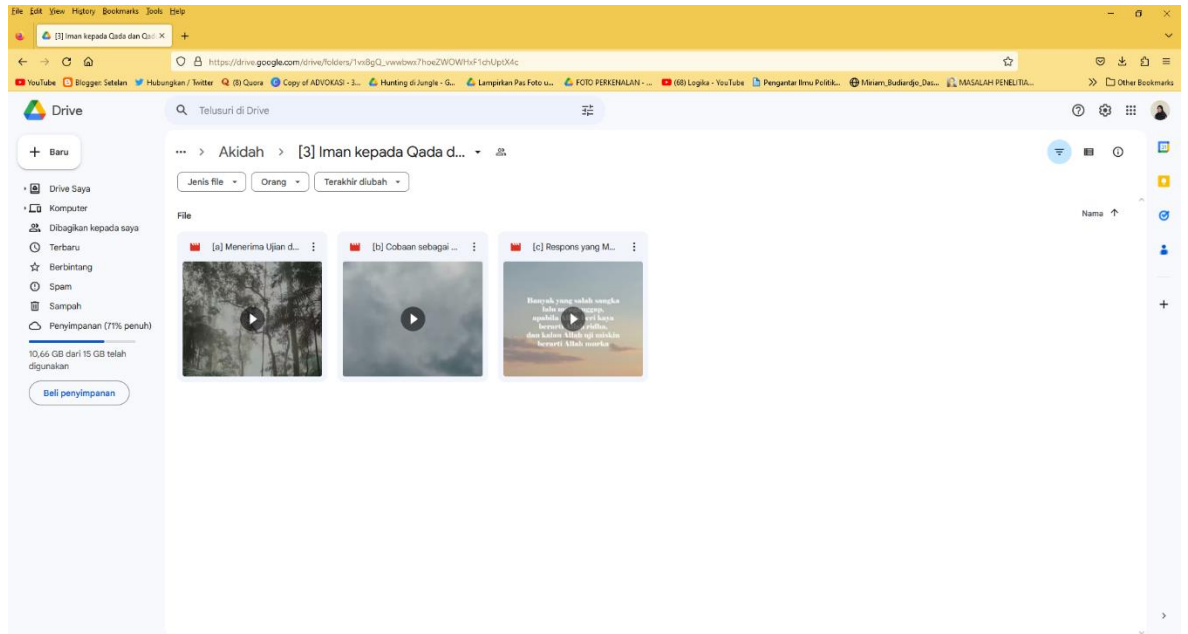 File Edit View History Bookmarks Tools Help
[3] Iman kepada Qada dan Qad
https://drive.google.com/drive/folders/1vxBgQ_vwwbwx7hoeZWOWHxF1chUptX4c
YouTube Blogger: Setelan Hubungkan / Twitter (8) Quora Copy of ADVOKASI - 3... Hunting di Jungle - G... Lampirkan Pas Foto u... FOTO PERKENALAN - ... (68) Logika - YouTube Pengantar Ilmu Politik... Miriam_Budiardjo_Das... MASALAH PENELITIA... Other Bookmarks
Drive
Telusuri di Drive
Baru
... > Akidah > [3] Iman kepada Qada d...
Jenis file Orang Terakhir diubah
Drive Saya
Komputer
Dibagikan kepada saya
Terbaru
Berbintang
Spam
Sampah
Penyimpanan (71% penuh)
10,66 GB dari 15 GB telah
digunakan
Beli penyimpanan
File
Nama
[a] Menerima Ujian d...
[b] Cobaan sebagai ...
[c] Respons yang M...
Banyak yang salah sangka
lalu
apabila beri kaya
berarti ridha,
dan kalau Allah uji miskin
berarti Allah murka